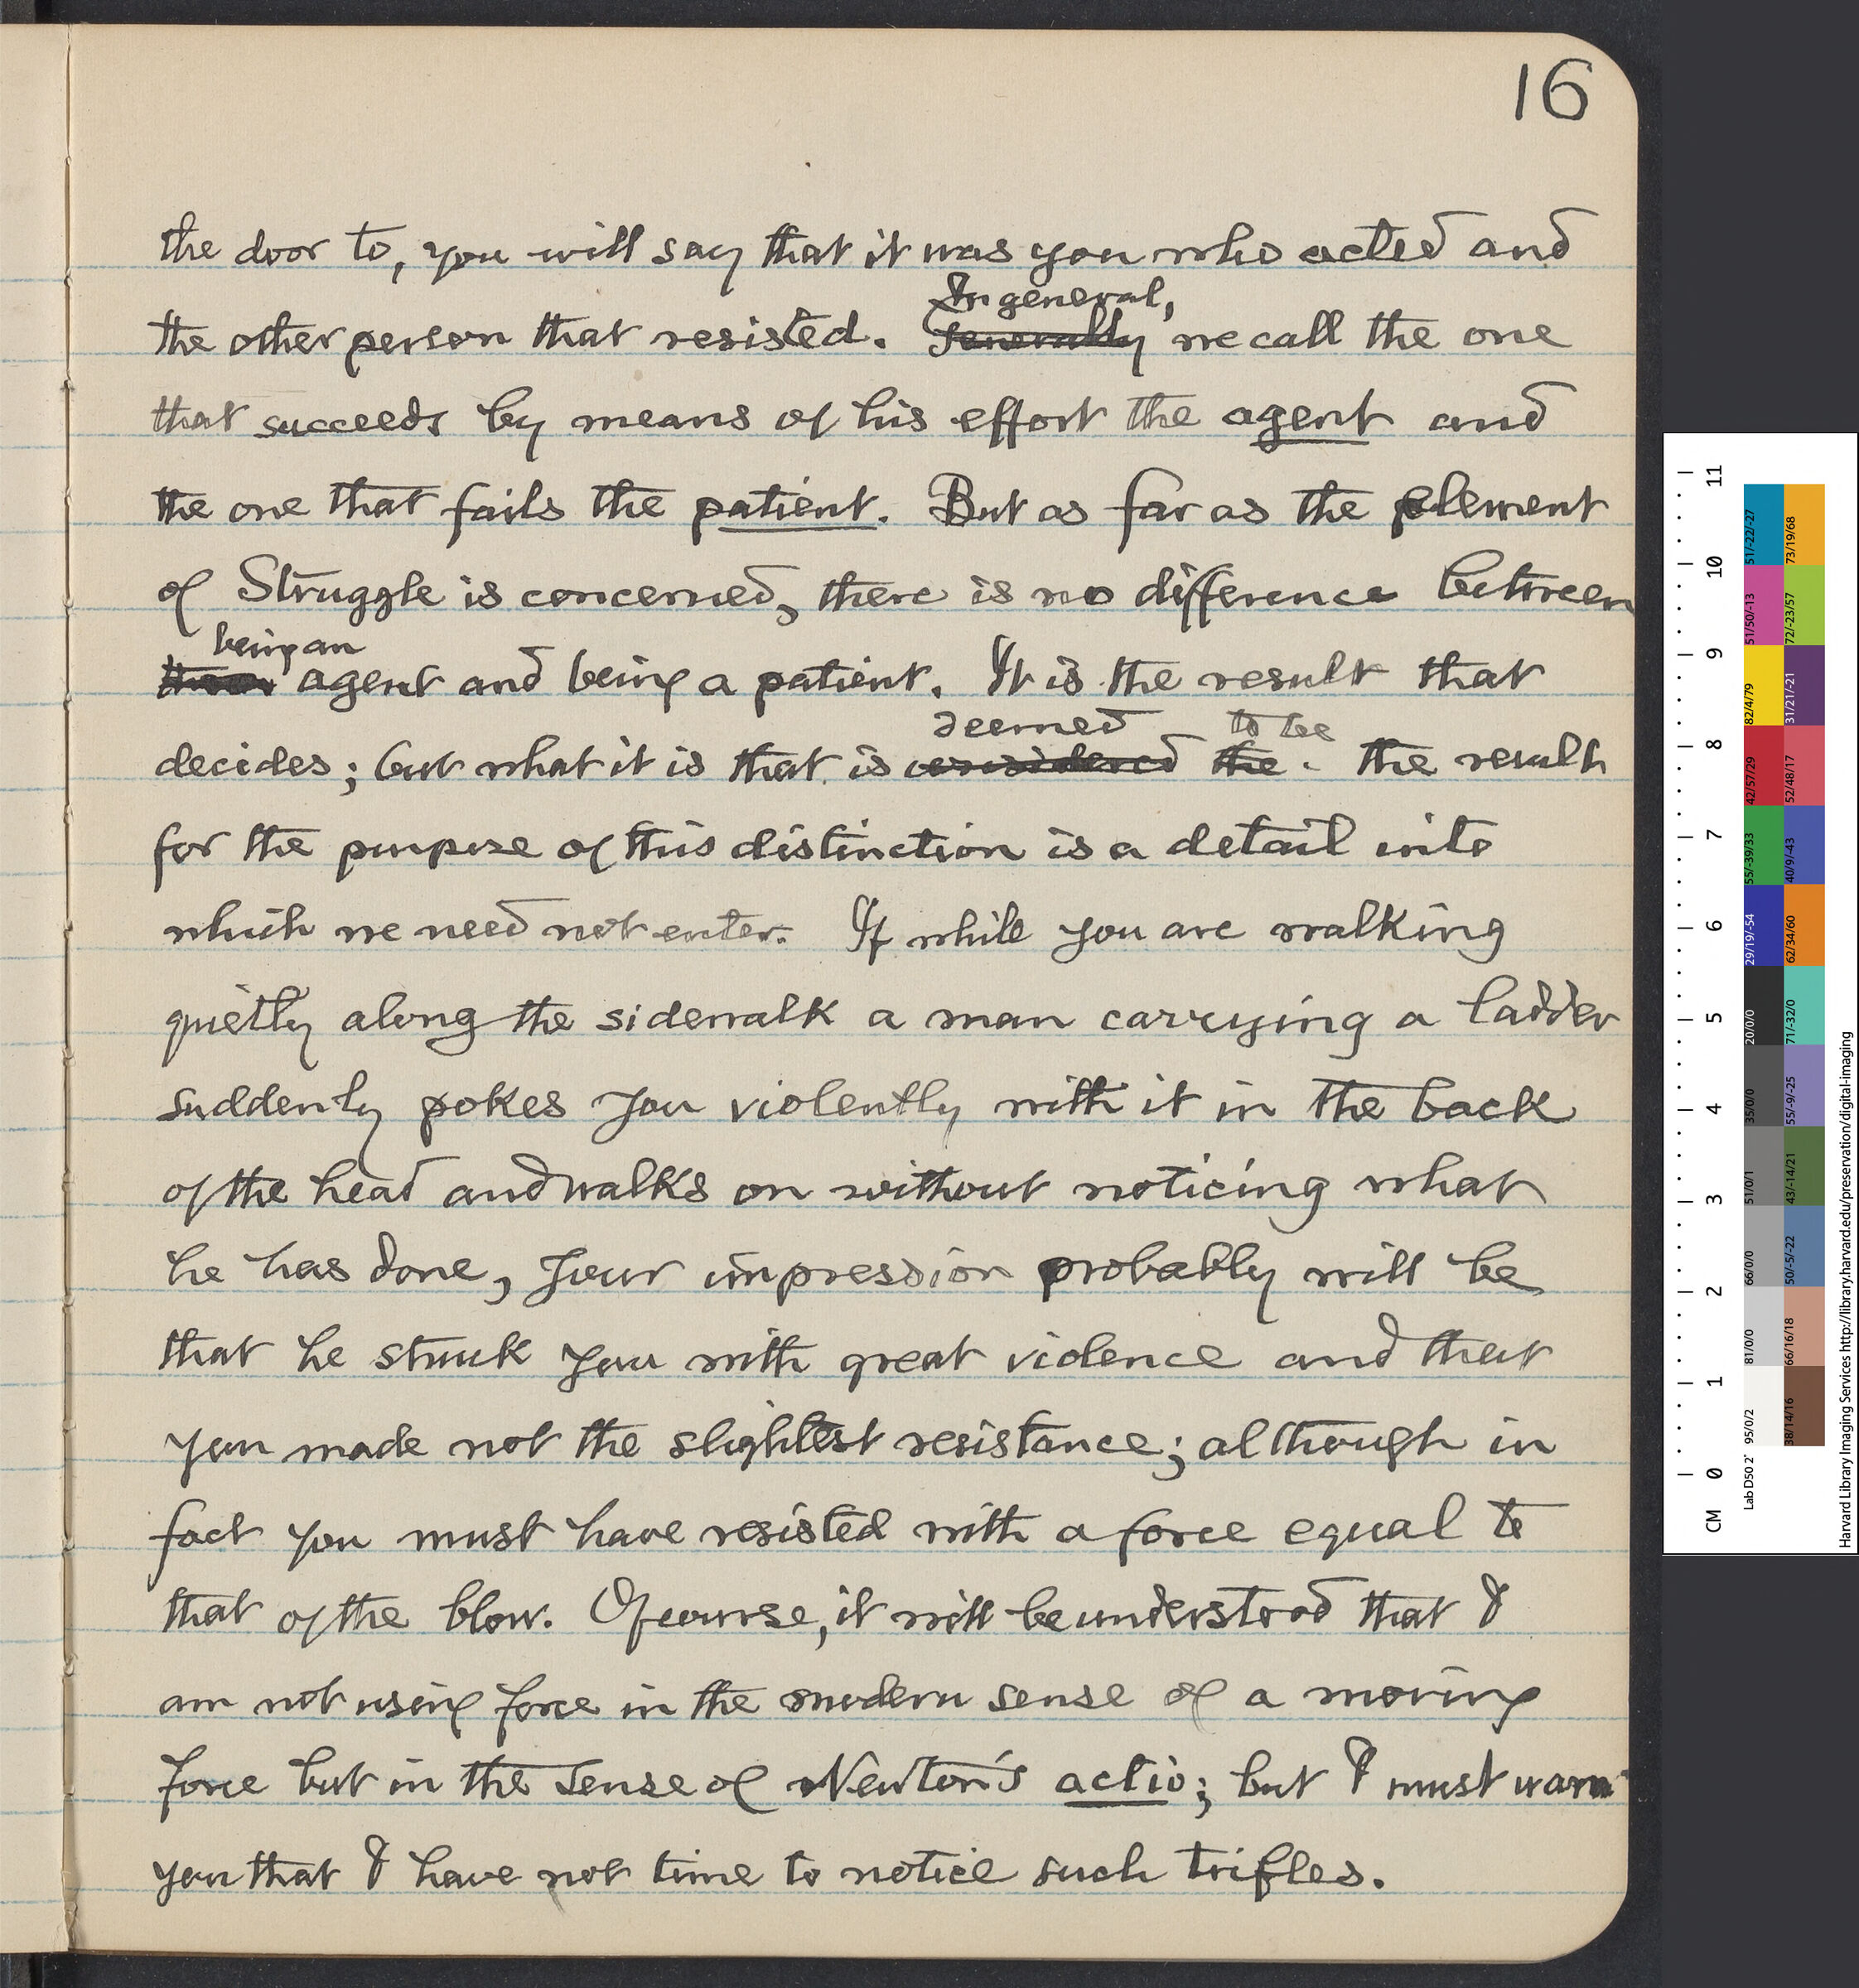 16
the door to, you will say that it was you who acted and
In general,
the other person that resisted. Generally we call the one
that succeeds by means of his effort the agent and
the one that fails the patient. But as far as the element
of Struggle is concerned, there is no difference between
being an
agent and being a patient. It is the result that
deemed to be
decides; but what it is that is considered the the result
for the purpose of this distinction is a detail into
which we need not enter. If while you are walking
quietly along the sidewalk a man carrying a ladder
suddenly pokes you violently with it in the back
of the head and walks on without noticing what
he has done, your impression probably will be
that he struck you with great violence and that
you made not the slightest resistance; although in
fact you must have resisted with a force equal to
that of the blow. Of course, it will be understood that I
am not using force in the modern sense of a moving
force but in the sense of Newton's actio; but I must warn
you that I have not time to notice such trifles.
CM 0 1 2 3 4 5 6 7 8 9 10 11
Lab D50 2° 95/0/2 81/0/0 66/0/0 51/0/1 35/0/0 20/0/0 29/19/-54 55/-39/33 42/57/29 82/4/79 51/50/-13 51/-22/-27
38/14/16 66/16/18 50/-5/-22 43/-14/21 55/-9/-25 71/-32/0 62/34/60 40/9/-43 52/48/17 31/21/-21 72/-23/57 73/19/68
Harvard Library Imaging Services http://library.harvard.edu/preservation/digital-imaging